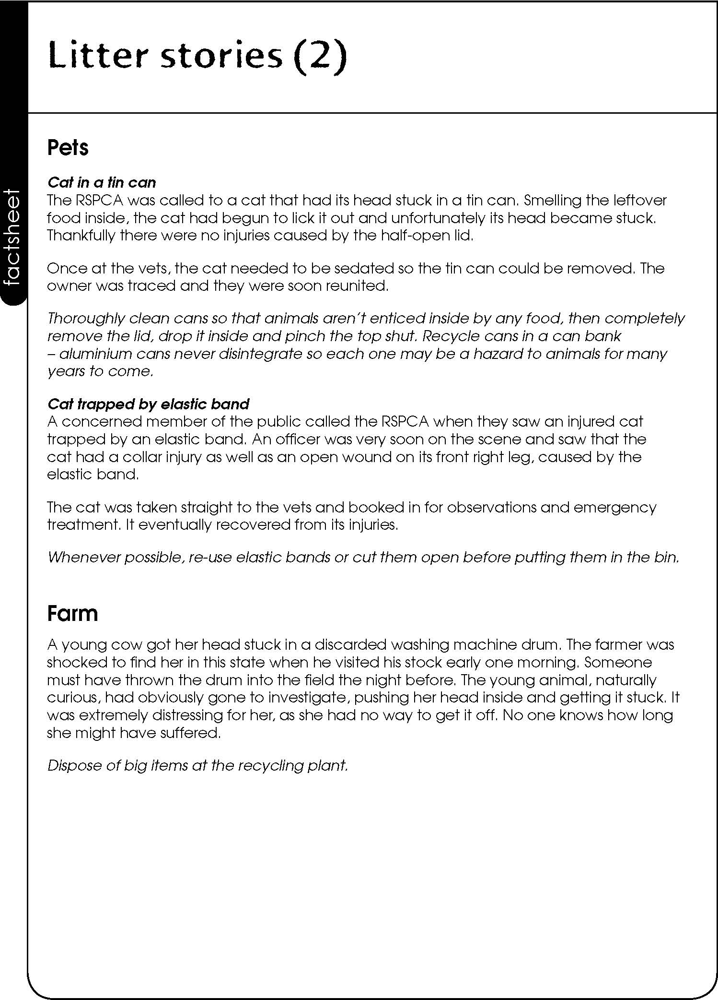 Litter stories (2)
factsheet
Pets
Cat in a tin can
The RSPCA was called to a cat that had its head stuck in a tin can. Smelling the leftover
food inside, the cat had begun to lick it out and unfortunately its head became stuck.
Thankfully there were no injuries caused by the half-open lid.
Once at the vets, the cat needed to be sedated so the tin can could be removed. The
owner was traced and they were soon reunited.
Thoroughly clean cans so that animals aren't enticed inside by any food, then completely
remove the lid, drop it inside and pinch the top shut. Recycle cans in a can bank
– aluminium cans never disintegrate so each one may be a hazard to animals for many
years to come.
Cat trapped by elastic band
A concerned member of the public called the RSPCA when they saw an injured cat
trapped by an elastic band. An officer was very soon on the scene and saw that the
cat had a collar injury as well as an open wound on its front right leg, caused by the
elastic band.
The cat was taken straight to the vets and booked in for observations and emergency
treatment. It eventually recovered from its injuries.
Whenever possible, re-use elastic bands or cut them open before putting them in the bin.
Farm
A young cow got her head stuck in a discarded washing machine drum. The farmer was
shocked to find her in this state when he visited his stock early one morning. Someone
must have thrown the drum into the field the night before. The young animal, naturally
curious, had obviously gone to investigate, pushing her head inside and getting it stuck. It
was extremely distressing for her, as she had no way to get it off. No one knows how long
she might have suffered.
Dispose of big items at the recycling plant.